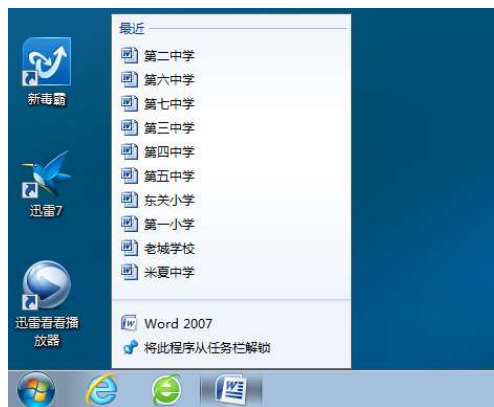 最近
第二中学
第六中学
第七中学
第三中学
第四中学
第五中学
东关小学
第一小学
老城学校
米夏中学
Word 2007
将此程序从任务栏解锁
新毒霸
迅雷7
迅雷看看播
放器